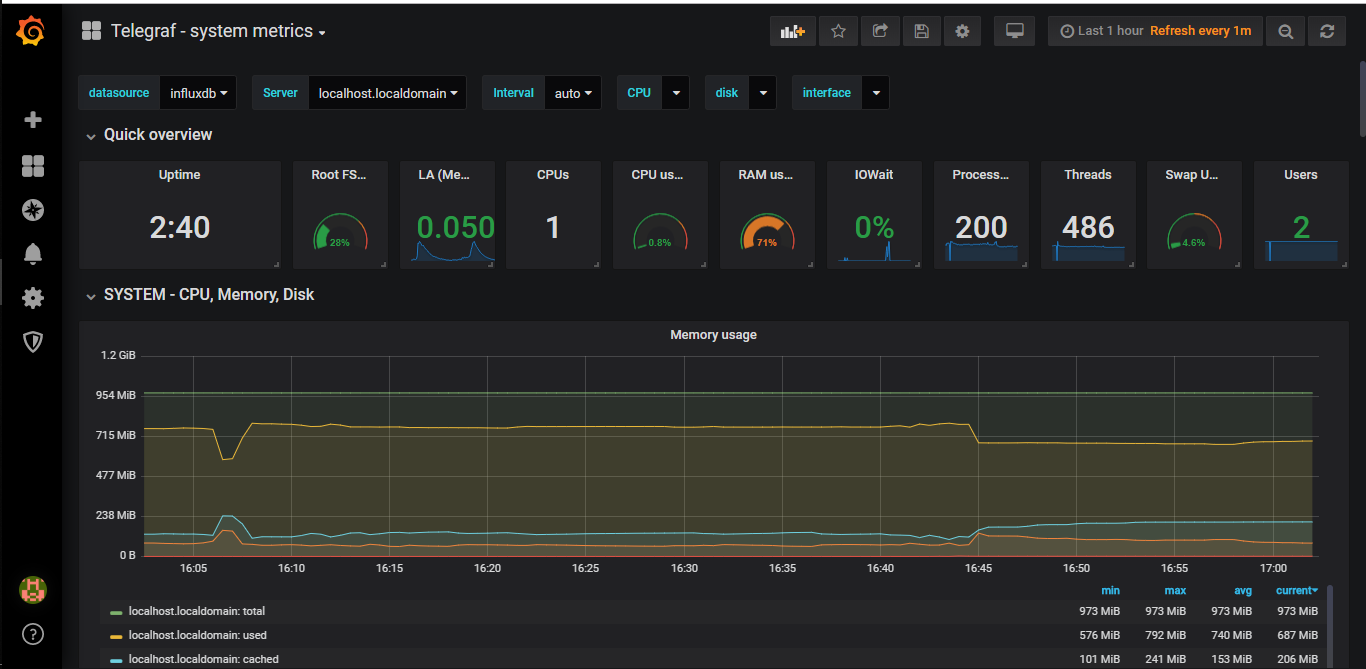 Telegraf - system metrics
Last 1 hour Refresh every 1m
datasource influxdb Server localhost.localdomain Interval auto CPU disk interface
Quick overview
Uptime Root FS... LA (Me... CPUs CPU us... RAM us... IOWait Process... Threads Swap U... Users
2:40 28% 0.050 1 0.8% 71% 0% 200 486 4.6% 2
SYSTEM - CPU, Memory, Disk
Memory usage
1.2 GiB
954 MiB
715 MiB
477 MiB
238 MiB
0 B
16:05 16:10 16:15 16:20 16:25 16:30 16:35 16:40 16:45 16:50 16:55 17:00
min max avg current
localhost.localdomain: total 973 MiB 973 MiB 973 MiB 973 MiB
localhost.localdomain: used 576 MiB 792 MiB 740 MiB 687 MiB
localhost.localdomain: cached 101 MiB 241 MiB 153 MiB 206 MiB
?